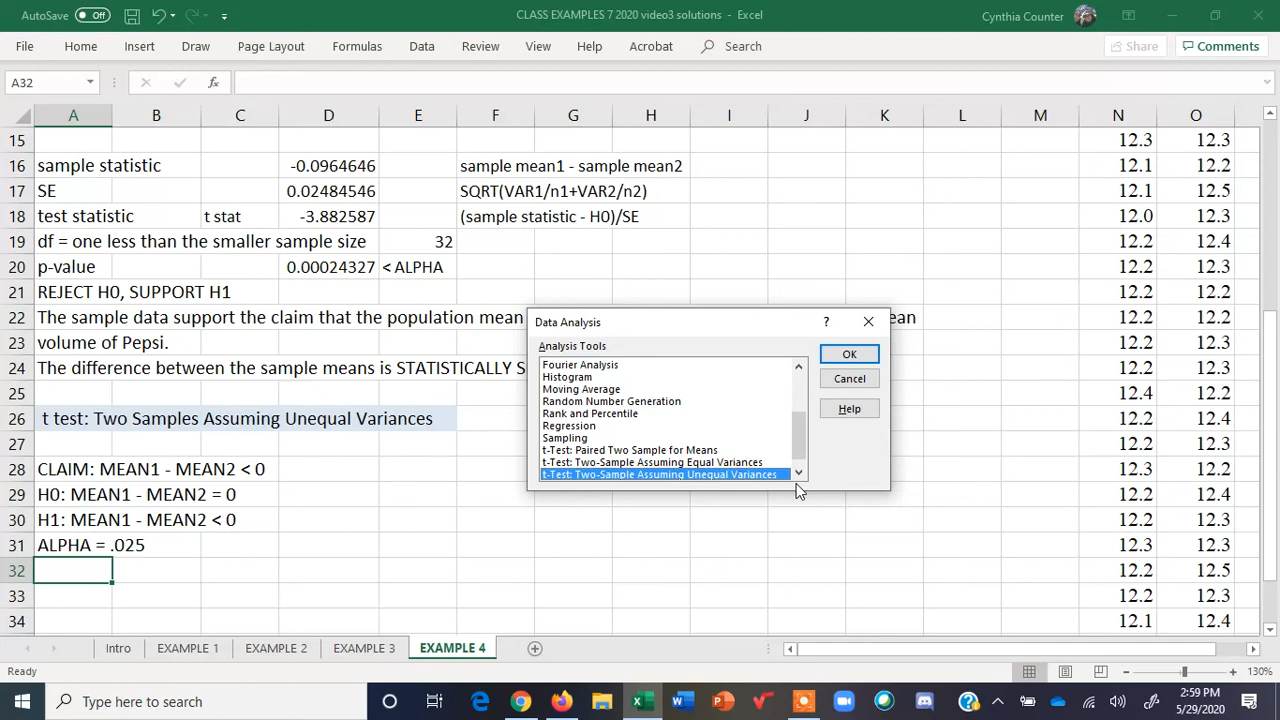 AutoSave Off CLASS EXAMPLES 7 2020 video3 solutions - Excel Cynthia Counter
File Home Insert Draw Page Layout Formulas Data Review View Help Acrobat Search Share Comments
A32 fx
A B C D E F G H I J K L M N O
15 12.3 12.3
16 sample statistic -0.0964646 sample mean1 - sample mean2 12.1 12.2
17 SE 0.02484546 SQRT(VAR1/n1+VAR2/n2) 12.1 12.5
18 test statistic t stat -3.882587 (sample statistic - H0)/SE 12.0 12.3
19 df = one less than the smaller sample size 32 12.2 12.4
20 p-value 0.00024327 < ALPHA 12.2 12.3
21 REJECT H0, SUPPORT H1 12.2 12.2
22 The sample data support the claim that the population mean ean 12.2 12.2
23 volume of Pepsi. 12.2 12.3
24 The difference between the sample means is STATISTICALLY S 12.2 12.3
25 12.4 12.2
26 t test: Two Samples Assuming Unequal Variances 12.2 12.4
27 12.2 12.3
28 CLAIM: MEAN1 - MEAN2 < 0 12.3 12.2
29 H0: MEAN1 - MEAN2 = 0 12.2 12.4
30 H1: MEAN1 - MEAN2 < 0 12.2 12.3
31 ALPHA = .025 12.3 12.3
32 12.2 12.5
33 12.2 12.3
34 12.1 12.4
Data Analysis ?
Analysis Tools
Fourier Analysis
Histogram
Moving Average
Random Number Generation
Rank and Percentile
Regression
Sampling
t-Test: Paired Two Sample for Means
t-Test: Two-Sample Assuming Equal Variances
t-Test: Two-Sample Assuming Unequal Variances
OK
Cancel
Help
Intro EXAMPLE 1 EXAMPLE 2 EXAMPLE 3 EXAMPLE 4
Ready 130%
Type here to search 2:59 PM
5/29/2020